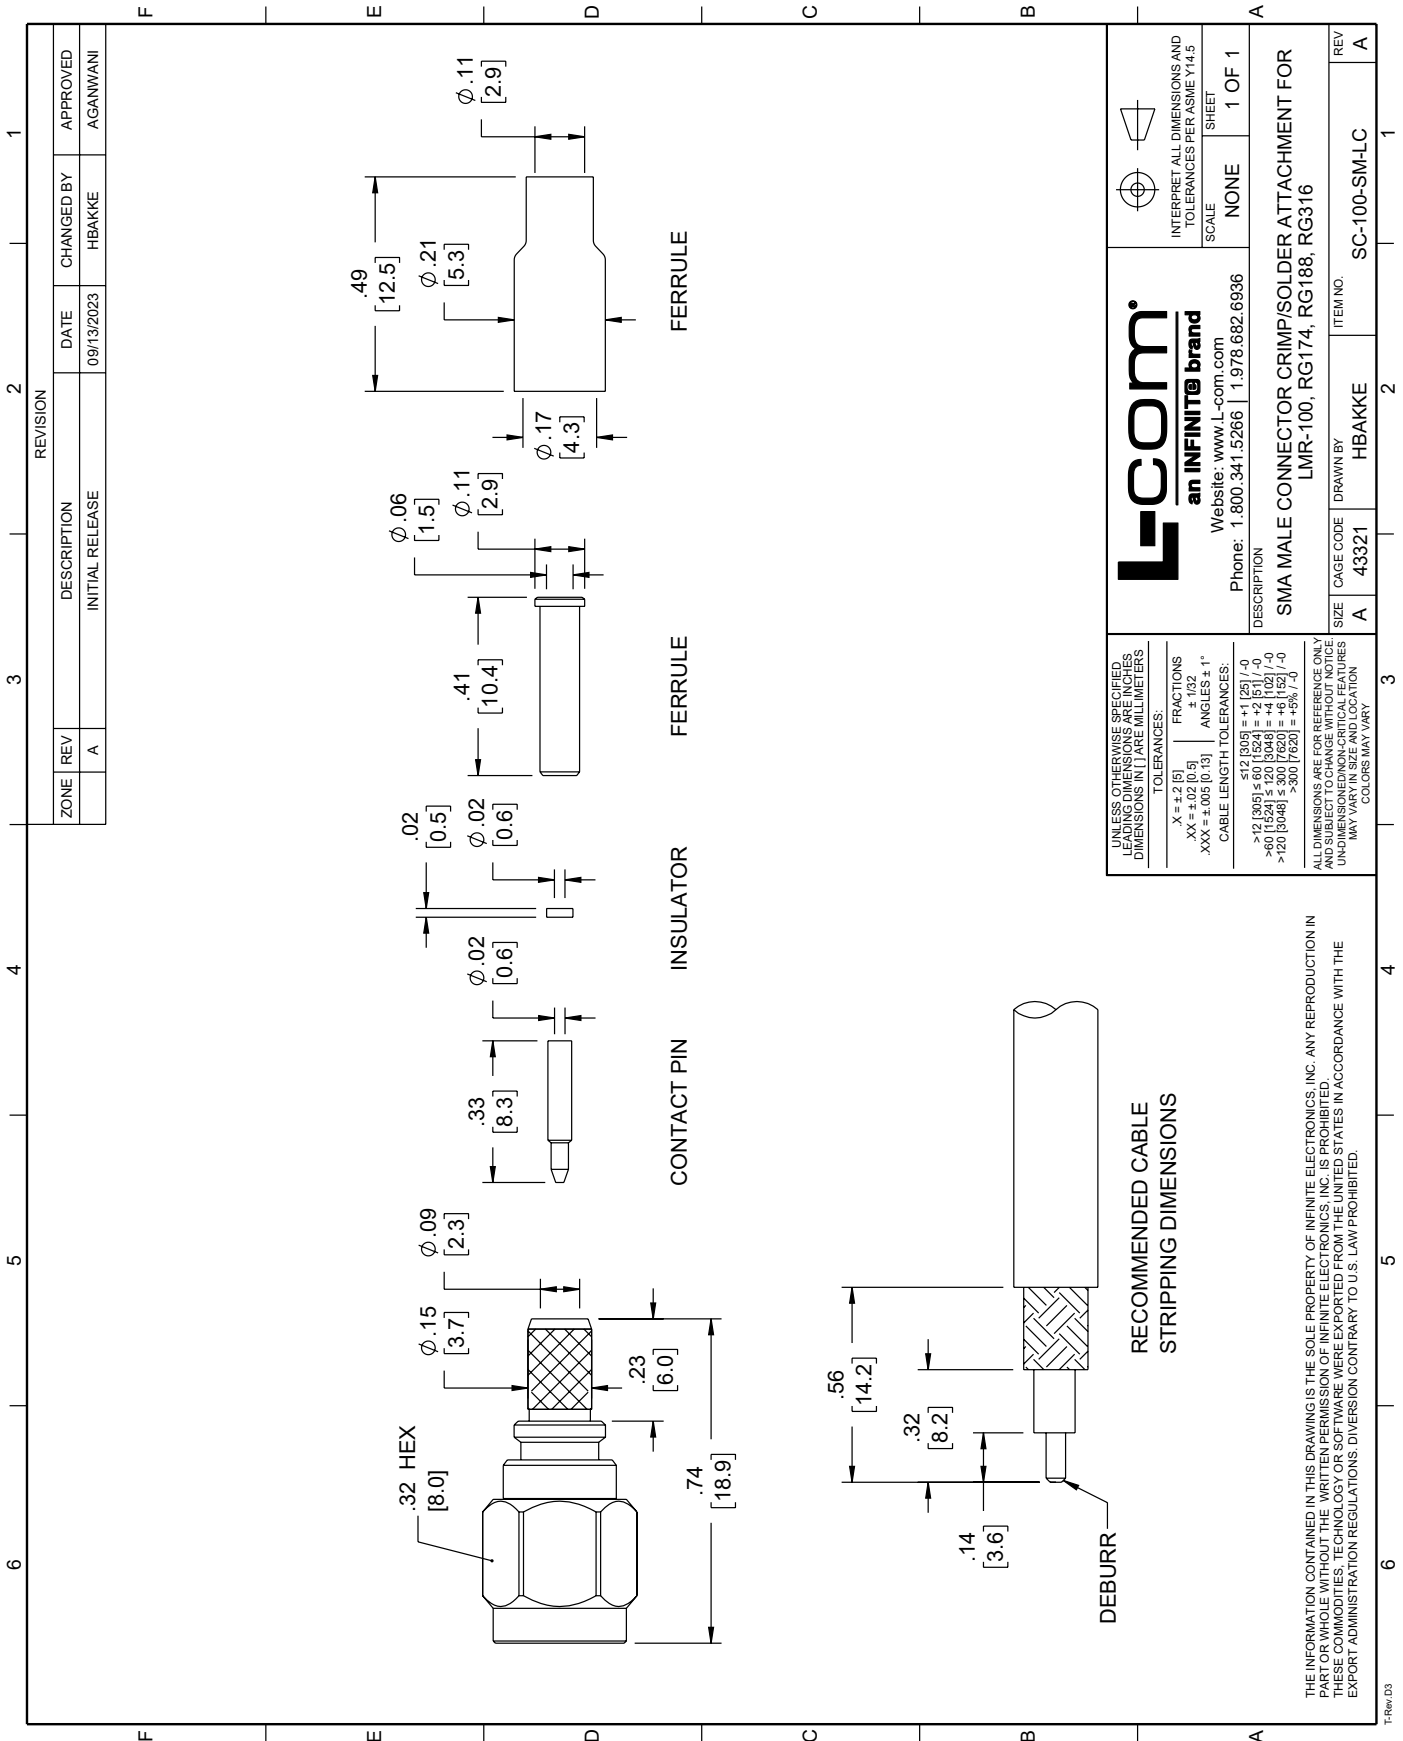 REVISION
ZONE REV DESCRIPTION DATE CHANGED BY APPROVED
A INITIAL RELEASE 09/13/2023 HBAKKE AGANWANI
6 5 4 3 2 1
F
E
D
C
B
A
.32 HEX
[8.0]
Ø.15
[3.7]
Ø.09
[2.3]
.23
[6.0]
.74
[18.9]
.33
[8.3]
Ø.02
[0.6]
CONTACT PIN
.02
[0.5]
Ø.02
[0.6]
INSULATOR
.41
[10.4]
Ø.06
[1.5]
Ø.11
[2.9]
FERRULE
.49
[12.5]
Ø.17
[4.3]
Ø.21
[5.3]
Ø.11
[2.9]
FERRULE
.56
[14.2]
.32
[8.2]
.14
[3.6]
DEBURR
RECOMMENDED CABLE
STRIPPING DIMENSIONS
THE INFORMATION CONTAINED IN THIS DRAWING IS THE SOLE PROPERTY OF INFINITE ELECTRONICS, INC. ANY REPRODUCTION IN
PART OR WHOLE WITHOUT THE WRITTEN PERMISSION OF INFINITE ELECTRONICS, INC. IS PROHIBITED.
THESE COMMODITIES, TECHNOLOGY OR SOFTWARE WERE EXPORTED FROM THE UNITED STATES IN ACCORDANCE WITH THE
EXPORT ADMINISTRATION REGULATIONS. DIVERSION CONTRARY TO U.S. LAW PROHIBITED.
UNLESS OTHERWISE SPECIFIED
LEADING DIMENSIONS ARE INCHES
DIMENSIONS IN [ ] ARE MILLIMETERS
TOLERANCES:
.X = ±.2 [5] FRACTIONS
.XX = ±.02 [0.5] ± 1/32
.XXX = ±.005 [0.13] ANGLES ± 1°
CABLE LENGTH TOLERANCES:
≤12 [305] = +1 [25] / -0
>12 [305] ≤ 60 [1524] = +2 [51] / -0
>60 [1524] ≤ 120 [3048] = +4 [102] / -0
>120 [3048] ≤ 300 [7620] = +6 [152] / -0
>300 [7620] = +5% / -0
ALL DIMENSIONS ARE FOR REFERENCE ONLY
AND SUBJECT TO CHANGE WITHOUT NOTICE.
UN-DIMENSIONED/NON-CRITICAL FEATURES
MAY VARY IN SIZE AND LOCATION
COLORS MAY VARY
L-com®
an INFINIT@ brand
Website: www.L-com.com
Phone: 1.800.341.5266 | 1.978.682.6936
INTERPRET ALL DIMENSIONS AND
TOLERANCES PER ASME Y14.5
SCALE
NONE
SHEET
1 OF 1
DESCRIPTION
SMA MALE CONNECTOR CRIMP/SOLDER ATTACHMENT FOR
LMR-100, RG174, RG188, RG316
SIZE
A
CAGE CODE
43321
DRAWN BY
HBAKKE
ITEM NO.
SC-100-SM-LC
REV
A
F
E
D
C
B
A
6 5 4 3 2 1
T-Rev.D3